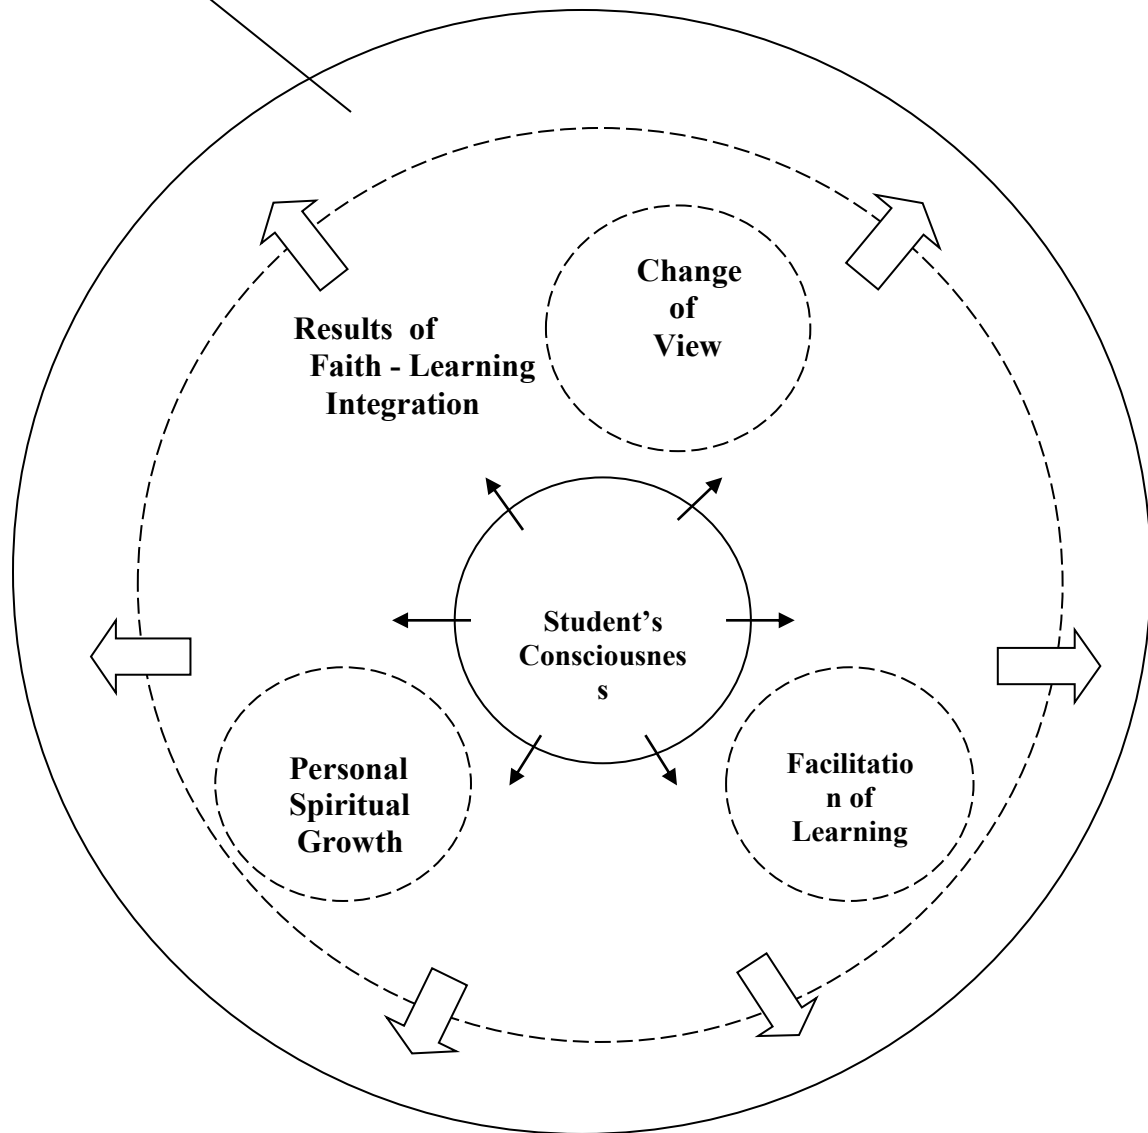 Change
of
View
Results of
Faith - Learning
Integration
Student’s
Consciousnes
s
Personal
Spiritual
Growth
Facilitatio
n of
Learning